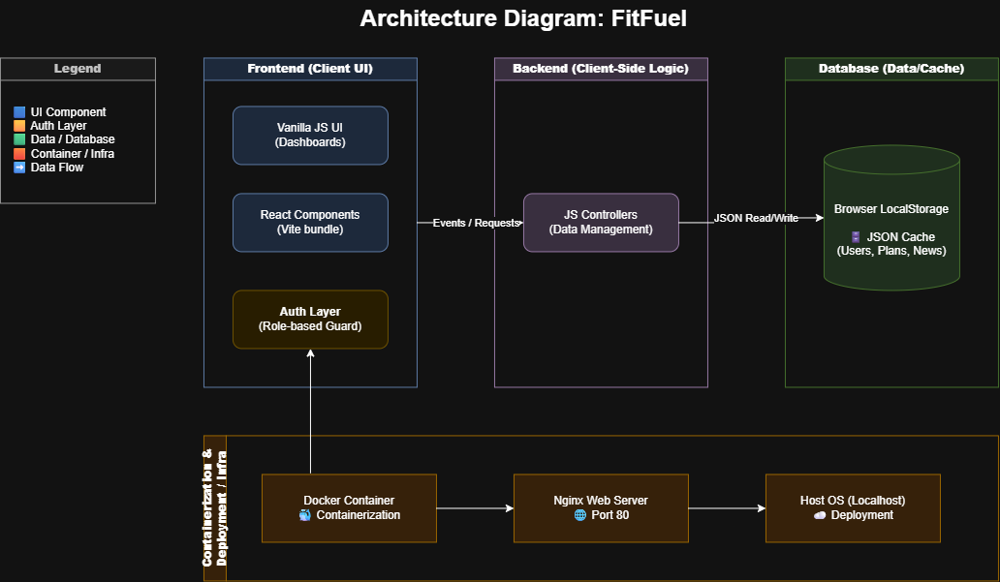 Architecture Diagram: FitFuel
Legend
UI Component
Auth Layer
Data / Database
Container / Infra
Data Flow
Frontend (Client UI)
Vanilla JS UI
(Dashboards)
React Components
(Vite bundle)
Auth Layer
(Role-based Guard)
Events / Requests
Backend (Client-Side Logic)
JS Controllers
(Data Management)
JSON Read/Write
Database (Data/Cache)
Browser LocalStorage
JSON Cache
(Users, Plans, News)
Containerization &
Deployment / Infra
Docker Container
Containerization
Nginx Web Server
Port 80
Host OS (Localhost)
Deployment